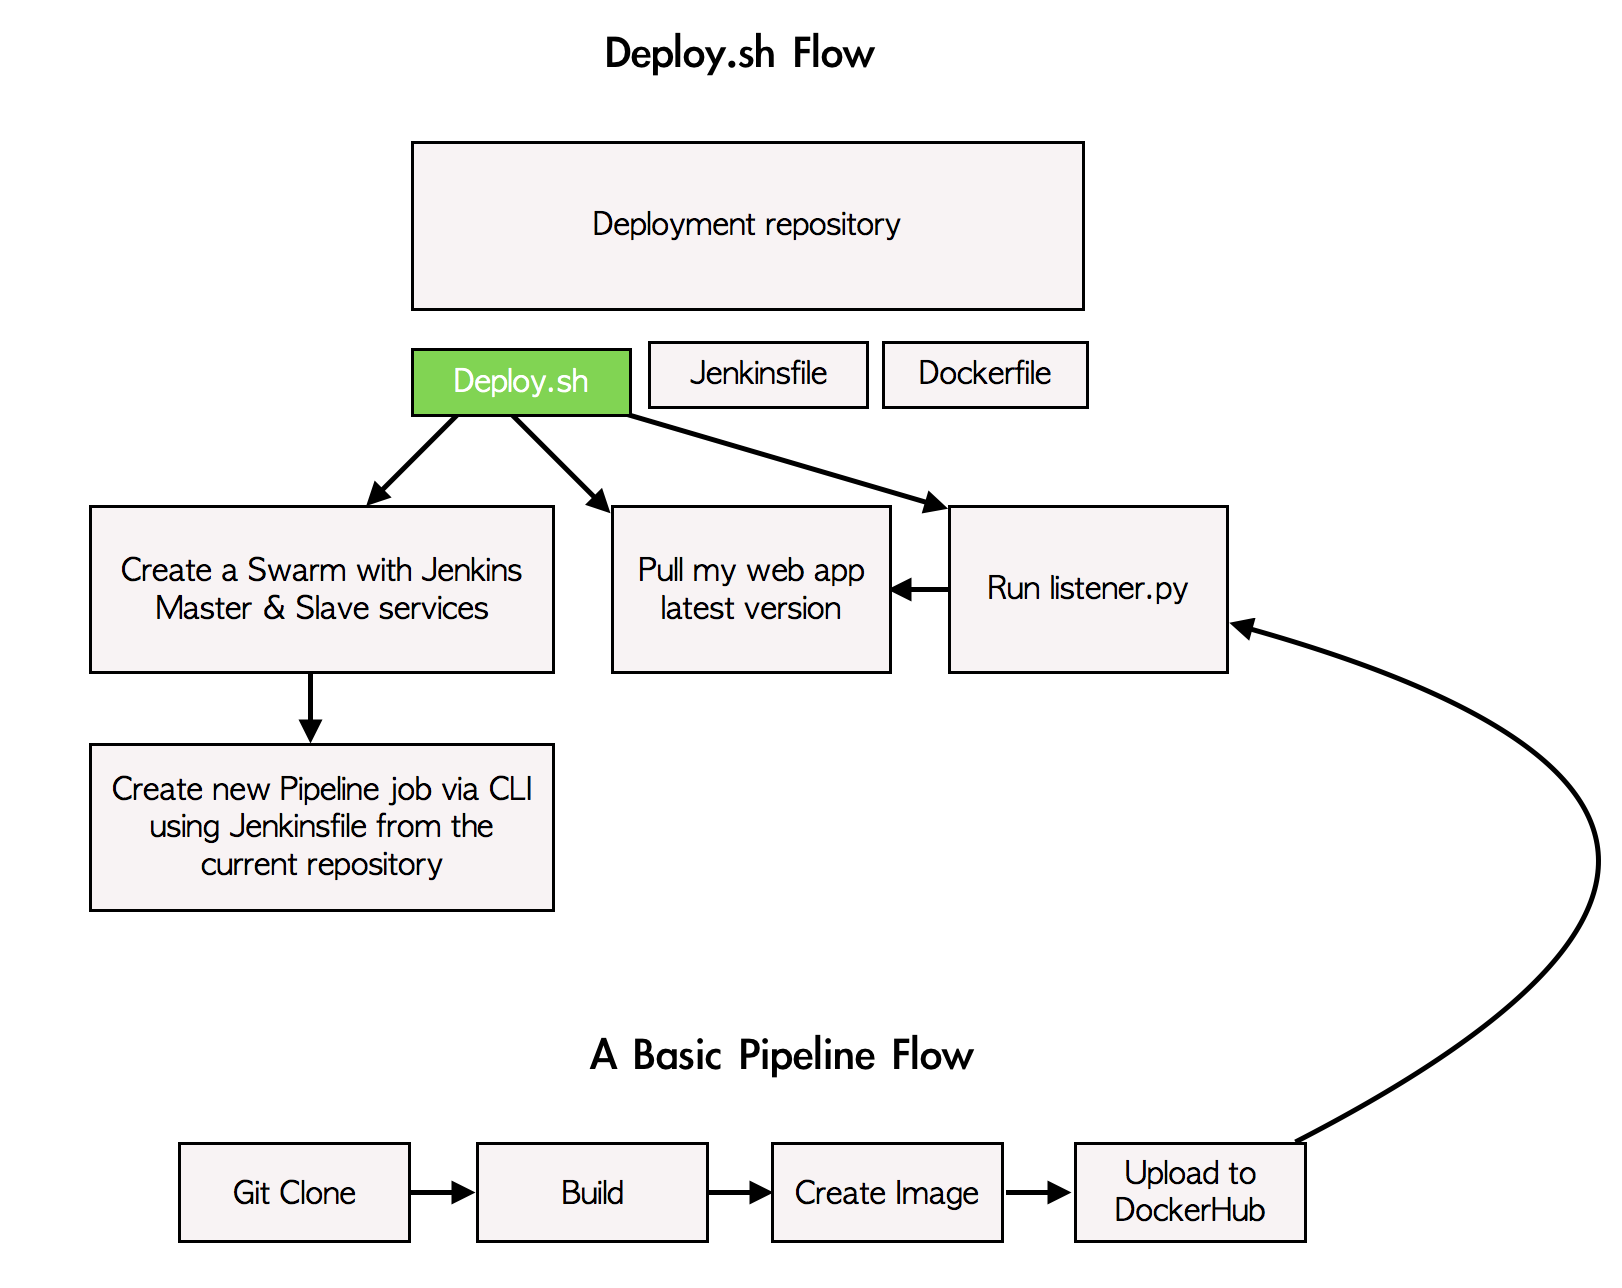 Deploy.sh Flow
Deployment repository
Deploy.sh
Jenkinsfile
Dockerfile
Create a Swarm with Jenkins
Master & Slave services
Pull my web app
latest version
Run listener.py
Create new Pipeline job via CLI
using Jenkinsfile from the
current repository
A Basic Pipeline Flow
Git Clone
Build
Create Image
Upload to
DockerHub